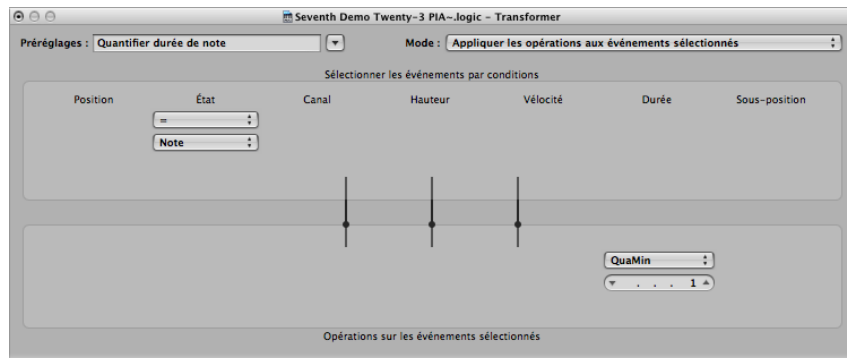 Seventh Demo Twenty-3 PIA~.logic – Transformer
Préréglages : Quantifier durée de note Mode : Appliquer les opérations aux événements sélectionnés
Sélectionner les événements par conditions
Position État Canal Hauteur Vélocité Durée Sous-position
=
Note
QuaMin
. . . 1
Opérations sur les événements sélectionnés